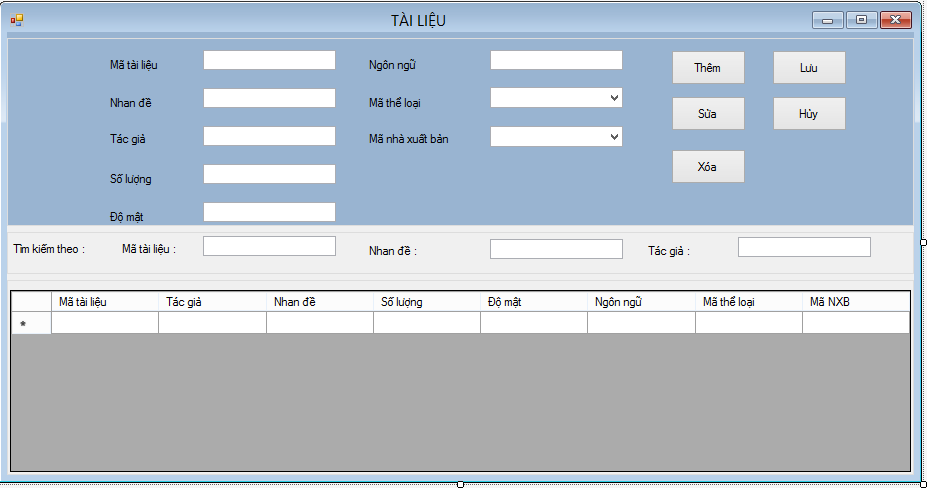 TÀI LIỆU
Mã tài liệu
Ngôn ngữ
Thêm
Lưu
Nhan đề
Mã thể loại
Sửa
Hủy
Tác giả
Mã nhà xuất bản
Xóa
Số lượng
Độ mật
Tìm kiếm theo : Mã tài liệu : Nhan đề : Tác giả :
Mã tài liệu Tác giả Nhan đề Số lượng Độ mật Ngôn ngữ Mã thể loại Mã NXB
*